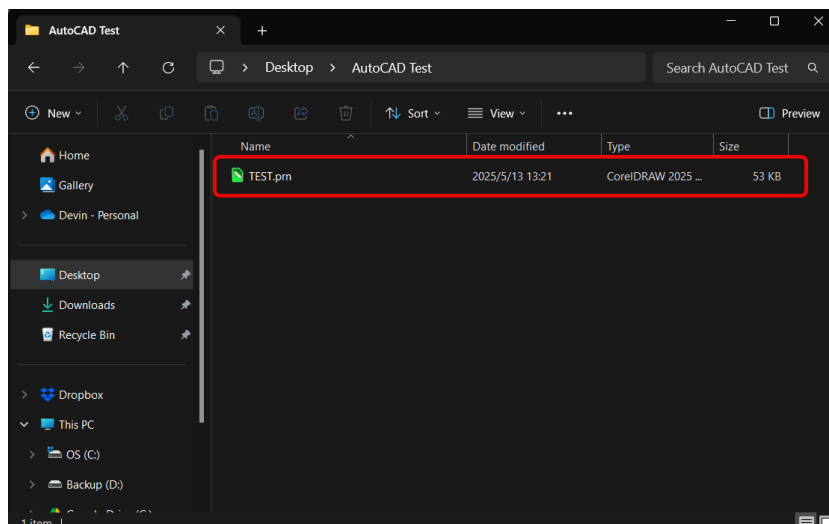 AutoCAD Test
Desktop > AutoCAD Test
Search AutoCAD Test
New
Sort
View
Preview
Name
Date modified
Type
Size
TEST.prn
2025/5/13 13:21
CorelDRAW 2025 ...
53 KB
Home
Gallery
Devin - Personal
Desktop
Downloads
Recycle Bin
Dropbox
This PC
OS (C:)
Backup (D:)
1 item